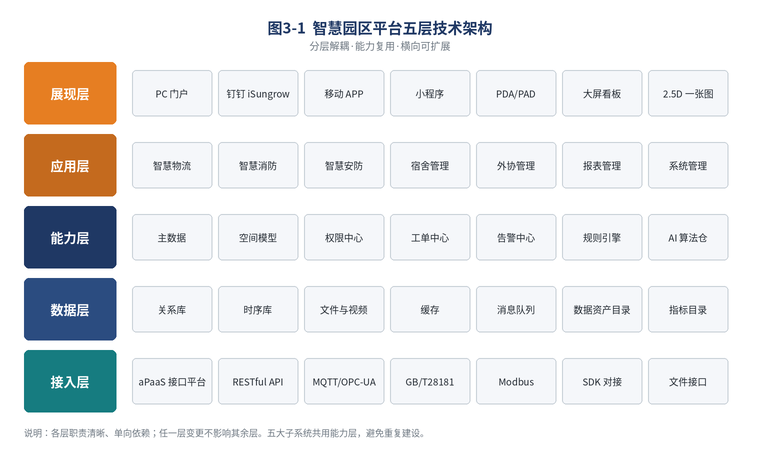 图3-1 智慧园区平台五层技术架构
分层解耦·能力复用·横向可扩展
展现层 PC 门户 钉钉 iSungrow 移动 APP 小程序 PDA/PAD 大屏看板 2.5D 一张图
应用层 智慧物流 智慧消防 智慧安防 宿舍管理 外协管理 报表管理 系统管理
能力层 主数据 空间模型 权限中心 工单中心 告警中心 规则引擎 AI 算法仓
数据层 关系库 时序库 文件与视频 缓存 消息队列 数据资产目录 指标目录
接入层 aPaaS 接口平台 RESTful API MQTT/OPC-UA GB/T28181 Modbus SDK 对接 文件接口
说明：各层职责清晰、单向依赖；任一层变更不影响其余层。五大子系统共用能力层，避免重复建设。